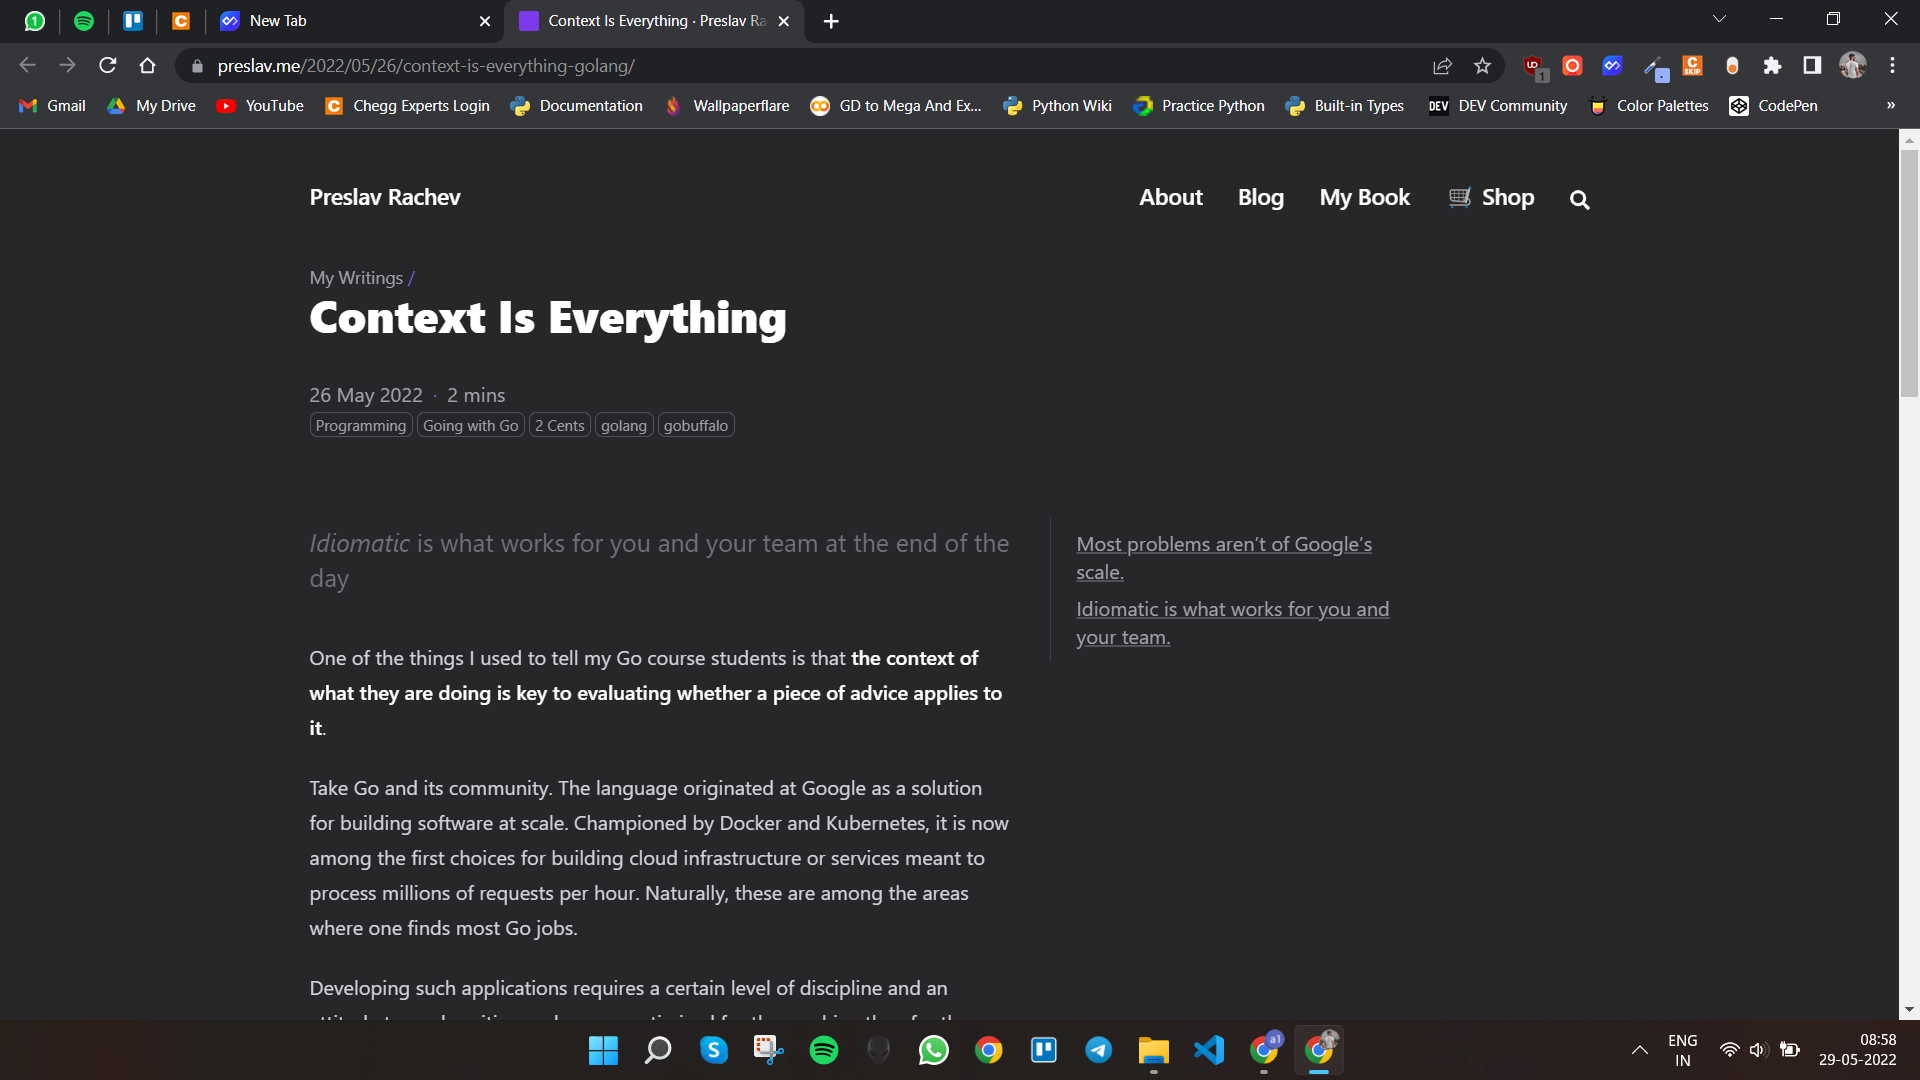 New Tab
Context Is Everything · Preslav Ra
preslav.me/2022/05/26/context-is-everything-golang/
Gmail
My Drive
YouTube
Chegg Experts Login
Documentation
Wallpaperflare
GD to Mega And Ex...
Python Wiki
Practice Python
Built-in Types
DEV
DEV Community
Color Palettes
CodePen
»
Preslav Rachev
About
Blog
My Book
Shop
My Writings /
Context Is Everything
26 May 2022 · 2 mins
Programming
Going with Go
2 Cents
golang
gobuffalo
Idiomatic is what works for you and your team at the end of the
day
Most problems aren’t of Google’s
scale.
Idiomatic is what works for you and
your team.
One of the things I used to tell my Go course students is that the context of
what they are doing is key to evaluating whether a piece of advice applies to
it.
Take Go and its community. The language originated at Google as a solution
for building software at scale. Championed by Docker and Kubernetes, it is now
among the first choices for building cloud infrastructure or services meant to
process millions of requests per hour. Naturally, these are among the areas
where one finds most Go jobs.
Developing such applications requires a certain level of discipline and an
ENG
IN
08:58
29-05-2022